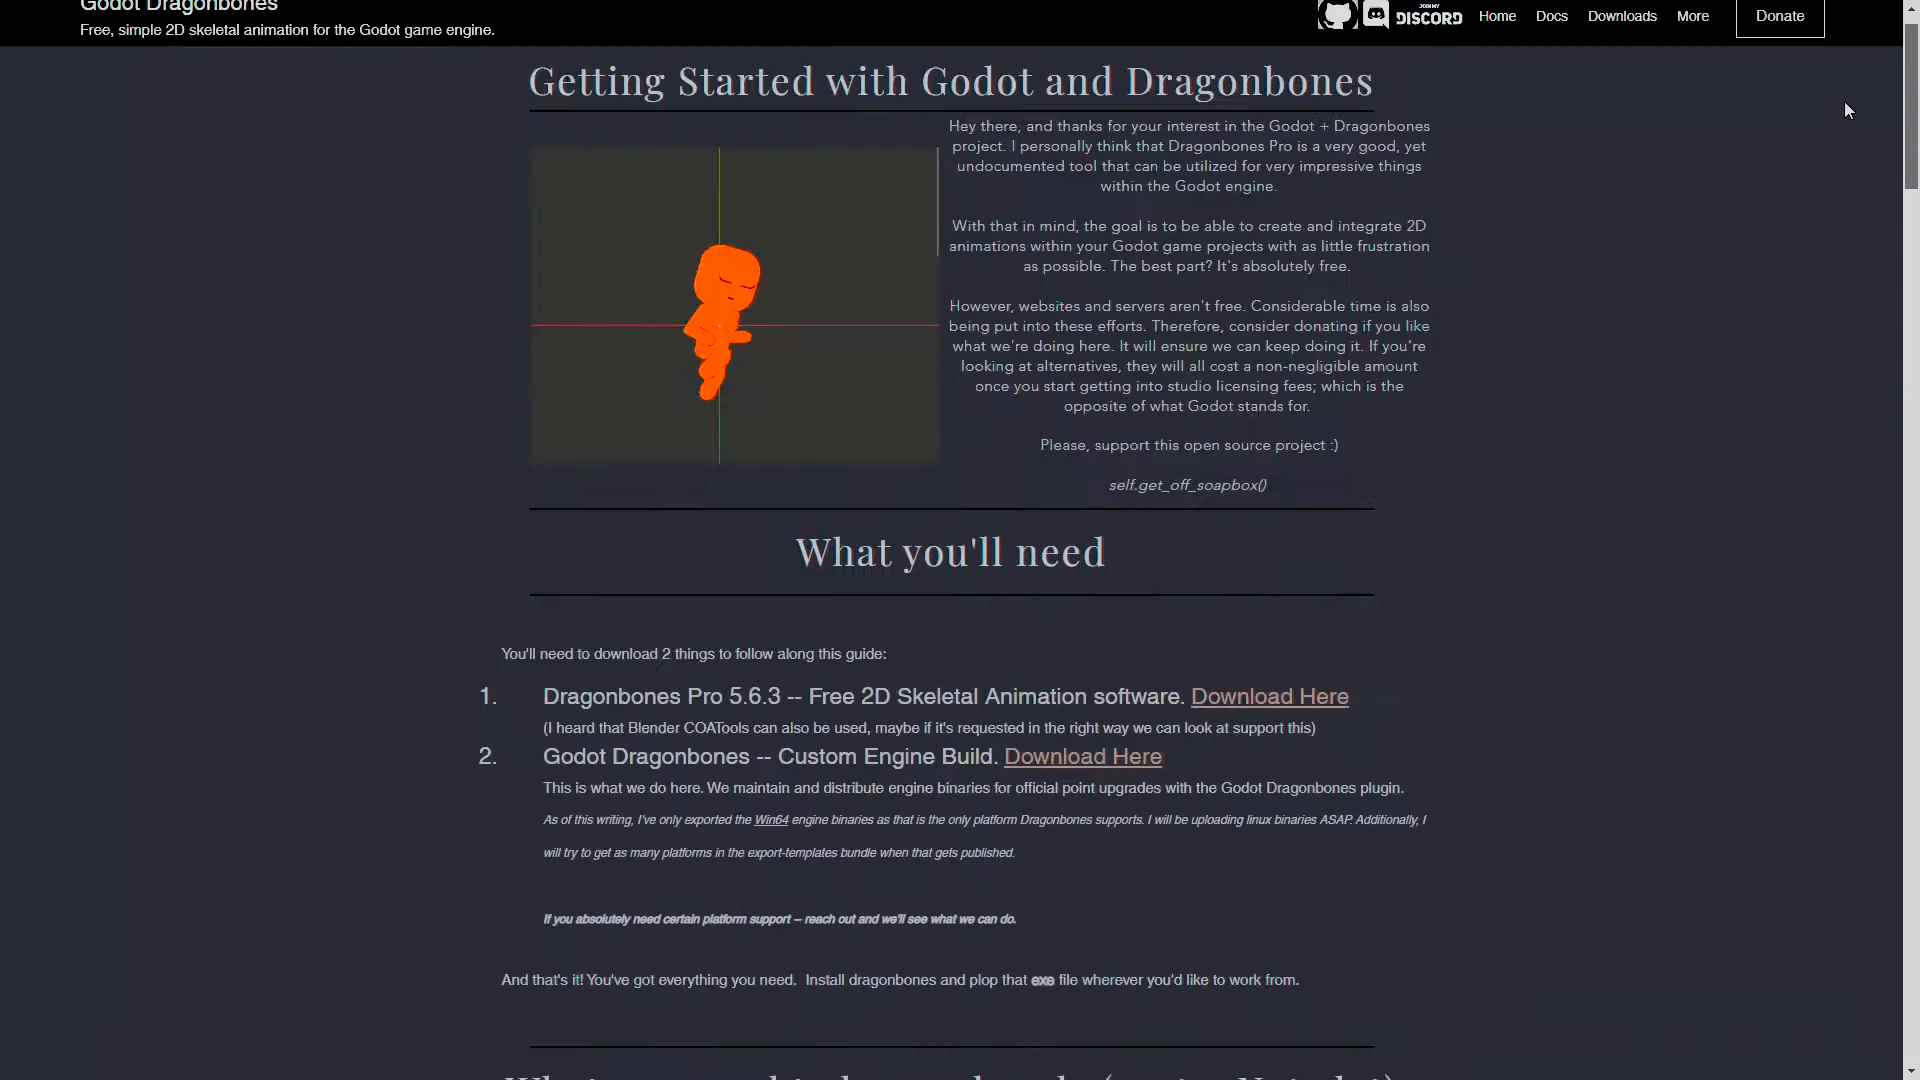 Godot Dragonbones
Free, simple 2D skeletal animation for the Godot game engine.
JOIN MY
DISCORD
Home
Docs
Downloads
More
Donate
Getting Started with Godot and Dragonbones
Hey there, and thanks for your interest in the Godot + Dragonbones
project. I personally think that Dragonbones Pro is a very good, yet
undocumented tool that can be utilized for very impressive things
within the Godot engine.
With that in mind, the goal is to be able to create and integrate 2D
animations within your Godot game projects with as little frustration
as possible. The best part? It's absolutely free.
However, websites and servers aren't free. Considerable time is also
being put into these efforts. Therefore, consider donating if you like
what we're doing here. It will ensure we can keep doing it. If you're
looking at alternatives, they will all cost a non-negligible amount
once you start getting into studio licensing fees; which is the
opposite of what Godot stands for.
Please, support this open source project :)
self.get_off_soapbox()
What you'll need
You'll need to download 2 things to follow along this guide:
1. Dragonbones Pro 5.6.3 -- Free 2D Skeletal Animation software. Download Here
(I heard that Blender COATools can also be used, maybe if it's requested in the right way we can look at support this)
2. Godot Dragonbones -- Custom Engine Build. Download Here
This is what we do here. We maintain and distribute engine binaries for official point upgrades with the Godot Dragonbones plugin.
As of this writing, I've only exported the Win64 engine binaries as that is the only platform Dragonbones supports. I will be uploading linux binaries ASAP. Additionally, I
will try to get as many platforms in the export-templates bundle when that gets published.
If you absolutely need certain platform support -- reach out and we'll see what we can do.
And that's it! You've got everything you need. Install dragonbones and plop that exe file wherever you'd like to work from.